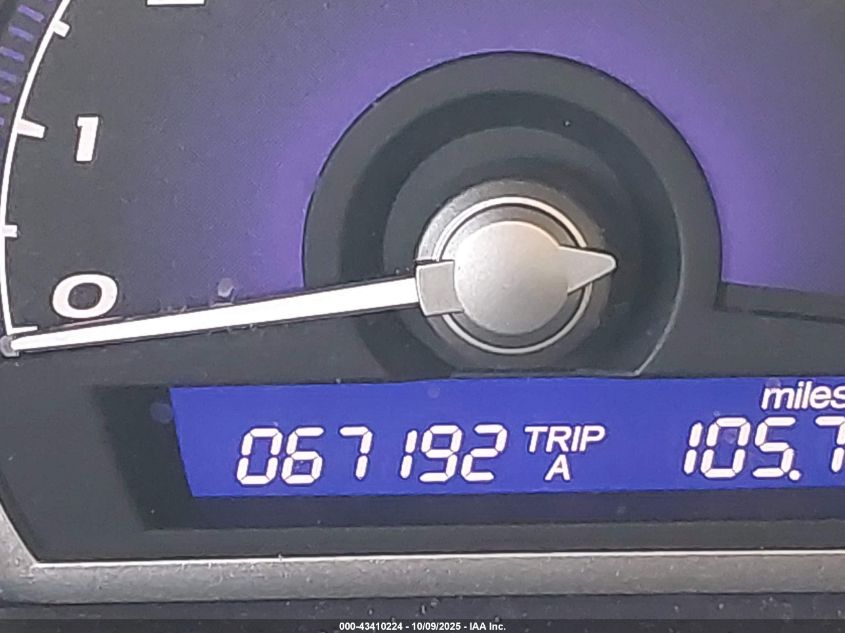 1
0
miles
067192 TRIP A 105.7
000-43410224 - 10/09/2025 - IAA Inc.